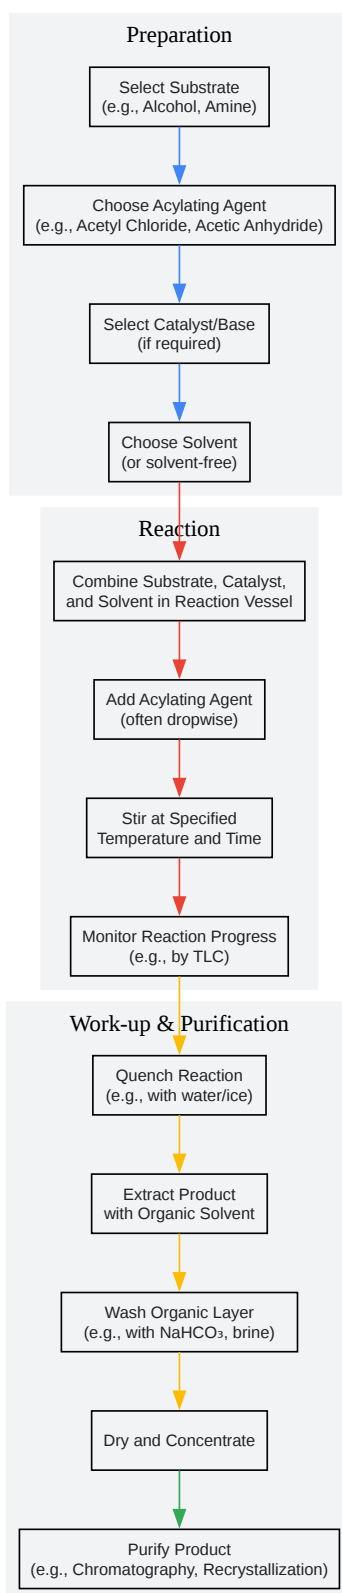 Preparation
Select Substrate
(e.g., Alcohol, Amine)
Choose Acylating Agent
(e.g., Acetyl Chloride, Acetic Anhydride)
Select Catalyst/Base
(if required)
Choose Solvent
(or solvent-free)
Reaction
Combine Substrate, Catalyst,
and Solvent in Reaction Vessel
Add Acylating Agent
(often dropwise)
Stir at Specified
Temperature and Time
Monitor Reaction Progress
(e.g., by TLC)
Work-up & Purification
Quench Reaction
(e.g., with water/ice)
Extract Product
with Organic Solvent
Wash Organic Layer
(e.g., with NaHCO₃, brine)
Dry and Concentrate
Purify Product
(e.g., Chromatography, Recrystallization)